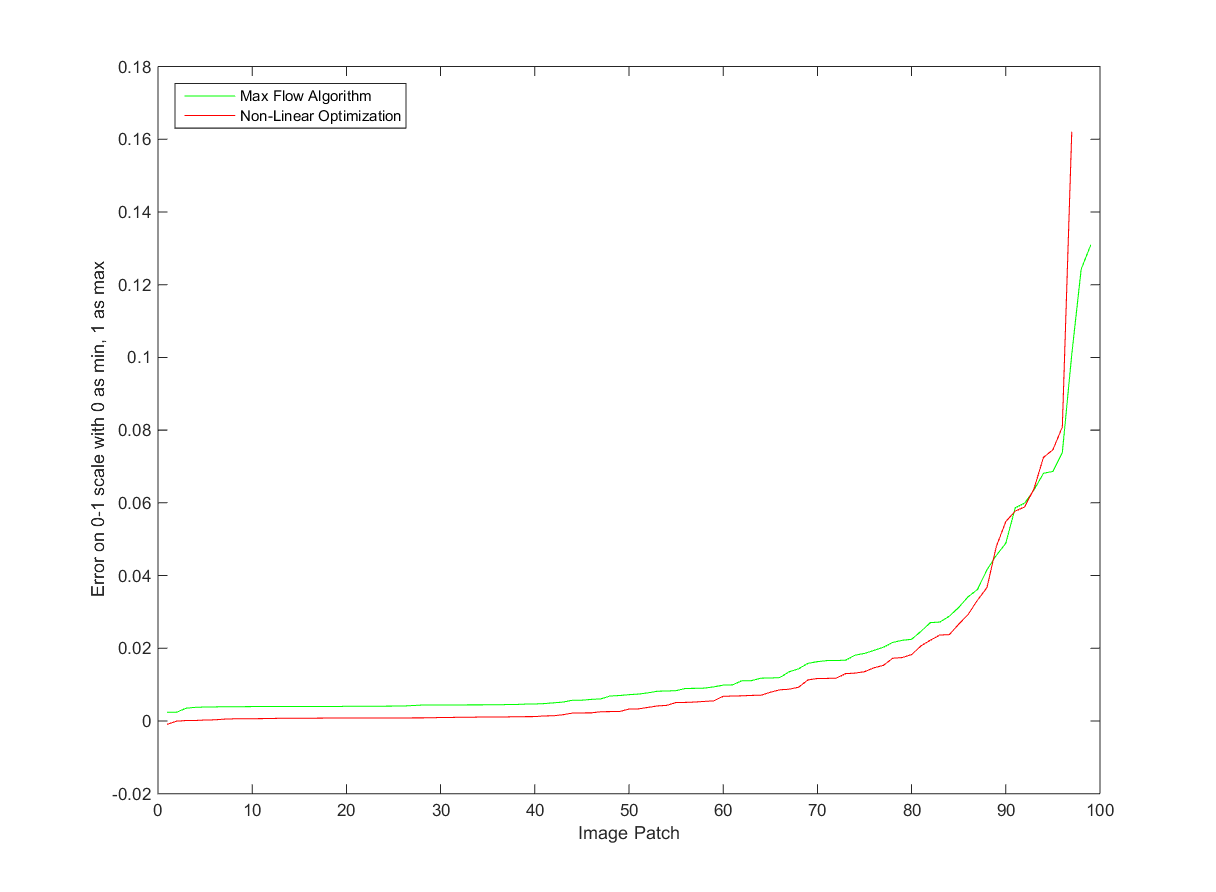 0.18
0.16
0.14
0.12
0.1
0.08
0.06
0.04
0.02
0
-0.02
Error on 0-1 scale with 0 as min, 1 as max
Max Flow Algorithm
Non-Linear Optimization
0 10 20 30 40 50 60 70 80 90 100
Image Patch